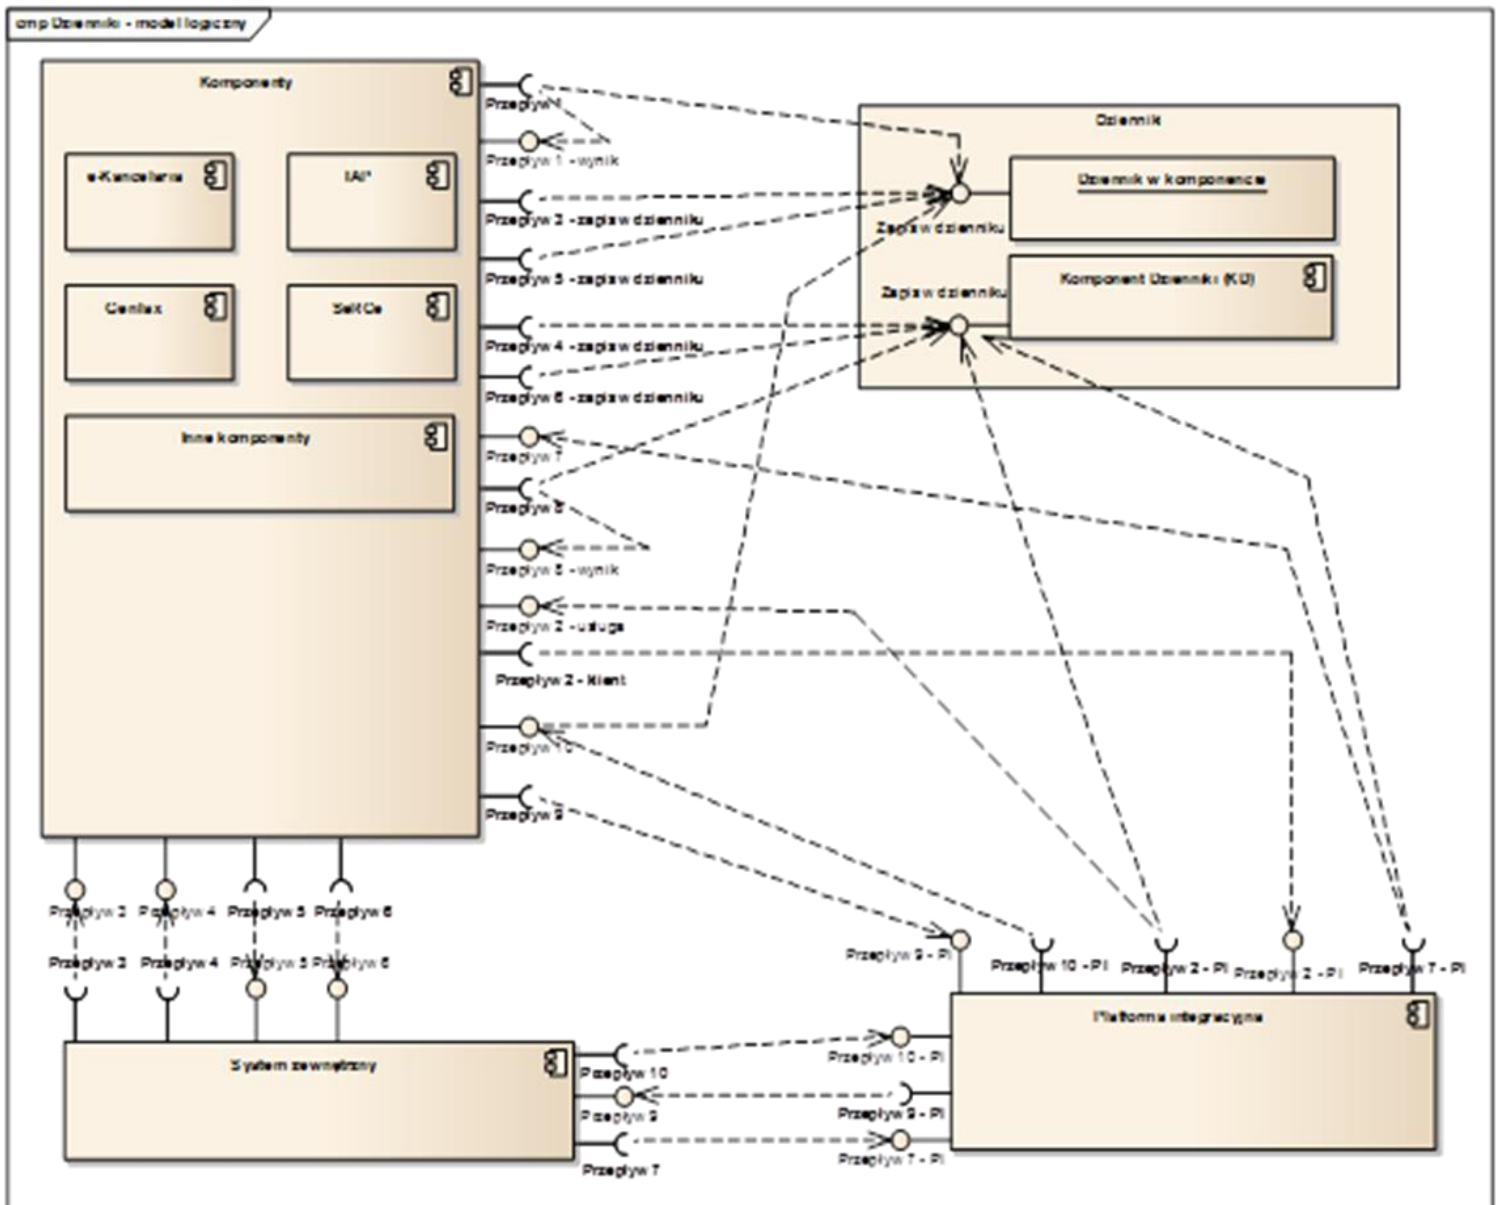 cmp Dzienniki - model logiczny
Komponenty
e-Kancelaria
IAP
Centrax
SeRCe
Inne komponenty
Przepływ 1
Przepływ 1 - wynik
Przepływ 3 - zapis w dzienniku
Przepływ 5 - zapis w dzienniku
Przepływ 4 - zapis w dzienniku
Przepływ 6 - zapis w dzienniku
Przepływ 7
Przepływ 8
Przepływ 8 - wynik
Przepływ 2 - usługa
Przepływ 2 - klient
Przepływ 10
Przepływ 9
Dziennik
Dziennik w komponencie
Zapis w dzienniku
Zapis w dzienniku
Komponent Dzienniki (KD)
Przepływ 3
Przepływ 4
Przepływ 5
Przepływ 6
Przepływ 3
Przepływ 4
Przepływ 5
Przepływ 6
System zewnętrzny
Przepływ 10
Przepływ 9
Przepływ 7
Przepływ 9 - PI
Przepływ 10 - PI
Przepływ 2 - PI
Przepływ 2 - PI
Przepływ 7 - PI
Platforma integracyjna
Przepływ 10 - PI
Przepływ 9 - PI
Przepływ 7 - PI